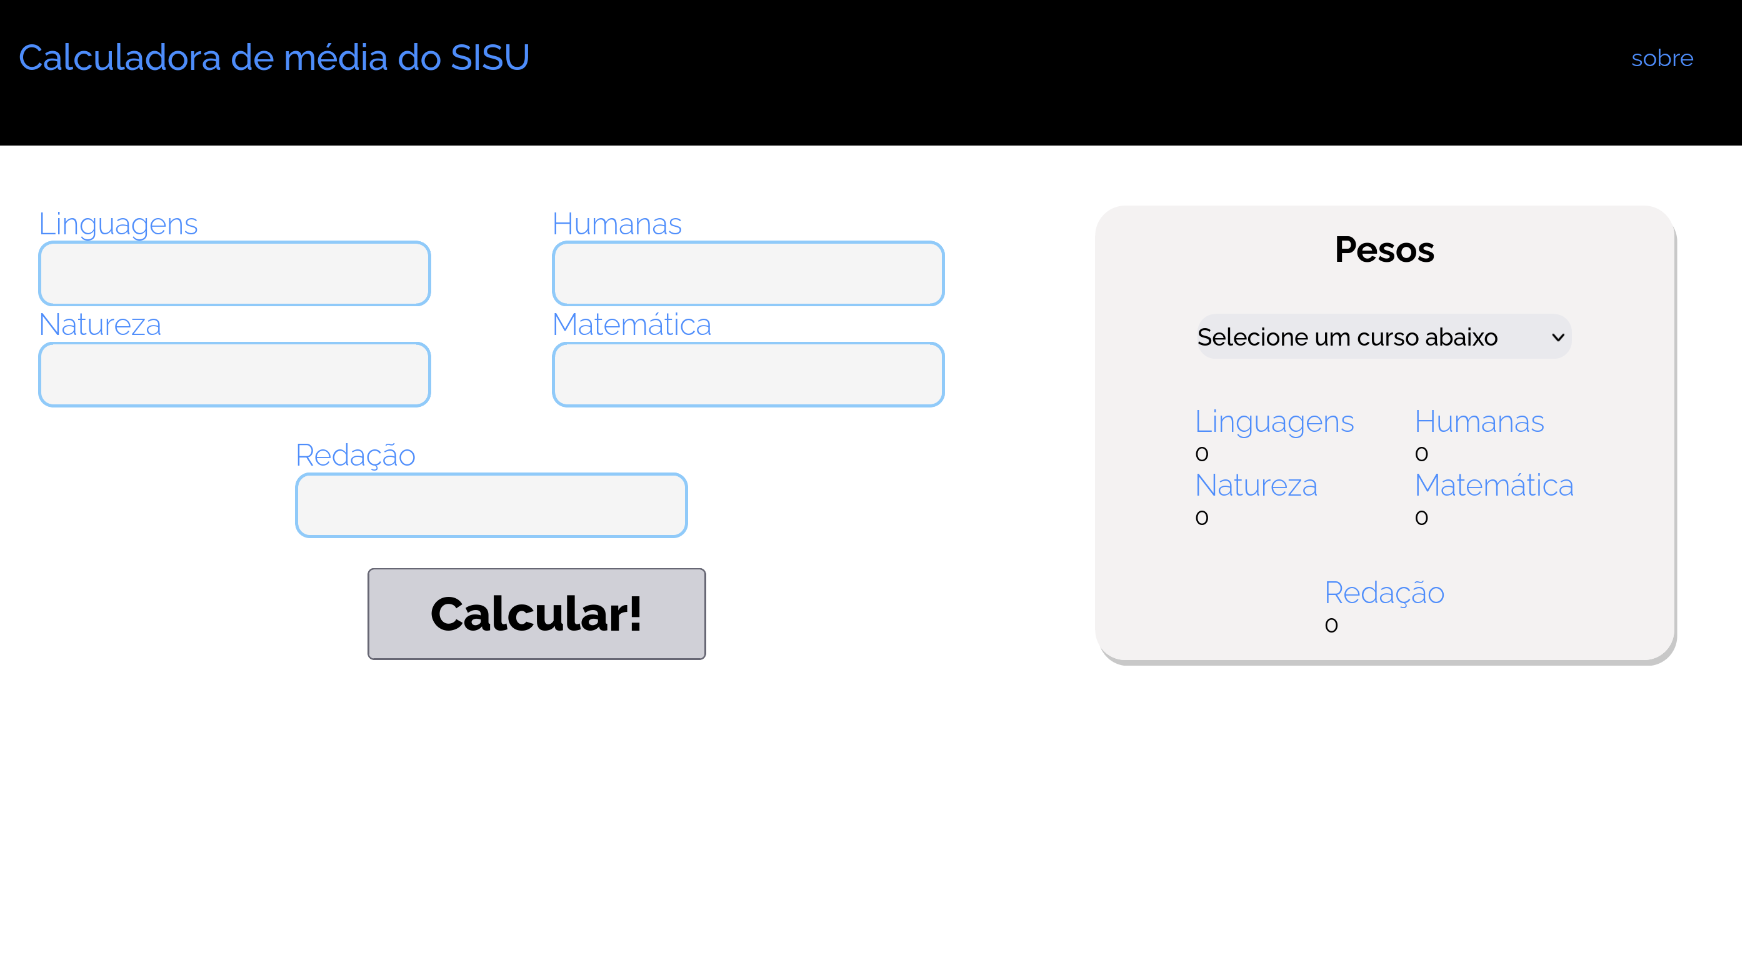 Calculadora de média do SISU
sobre
Linguagens
Humanas
Natureza
Matemática
Redação
Calcular!
Pesos
Selecione um curso abaixo
Linguagens
Humanas
0
0
Natureza
Matemática
0
0
Redação
0